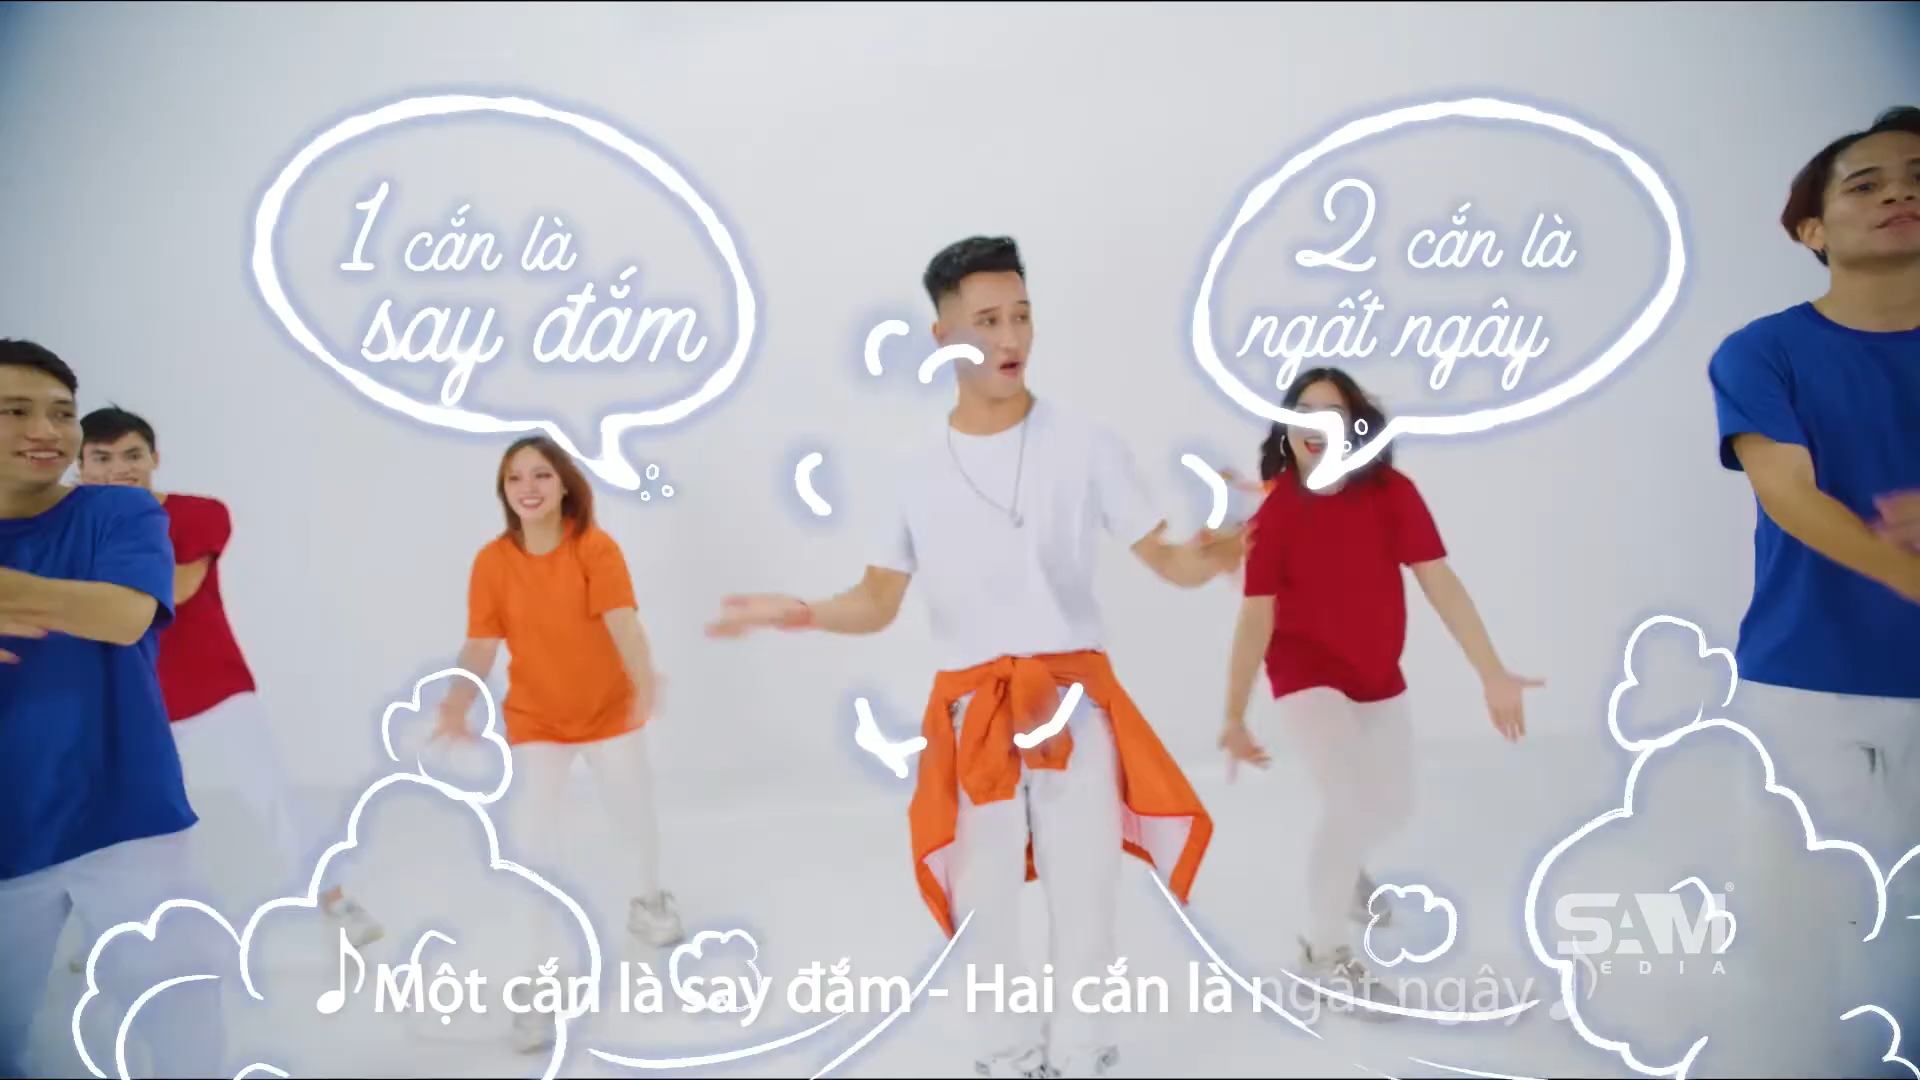 1 cắn là
say đắm
2 cắn là
ngất ngây
SAM®
EDIA
Một cắn là say đắm - Hai cắn là ngất ngây